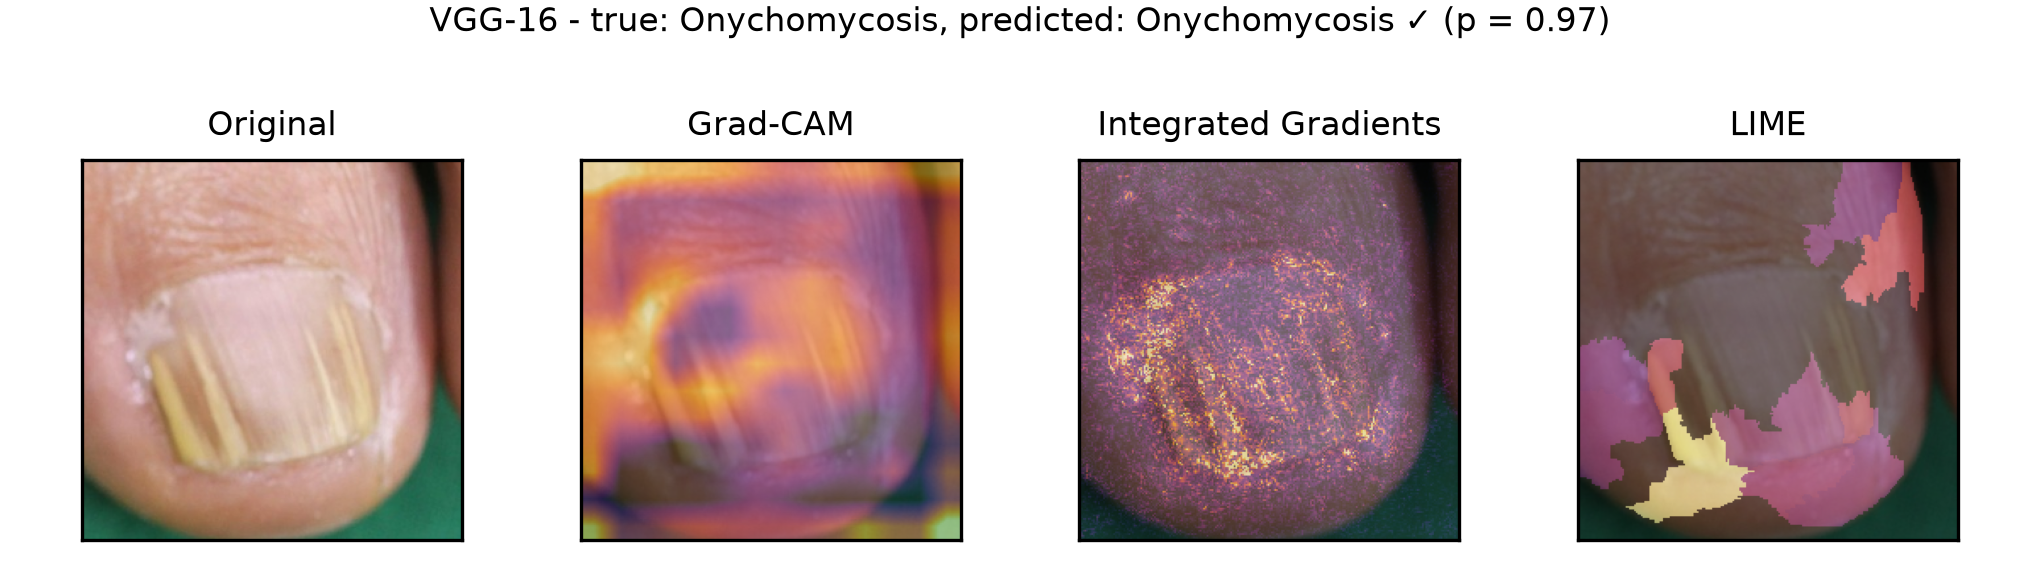 VGG-16 - true: Onychomycosis, predicted: Onychomycosis ✓ (p = 0.97)
Original
Grad-CAM
Integrated Gradients
LIME